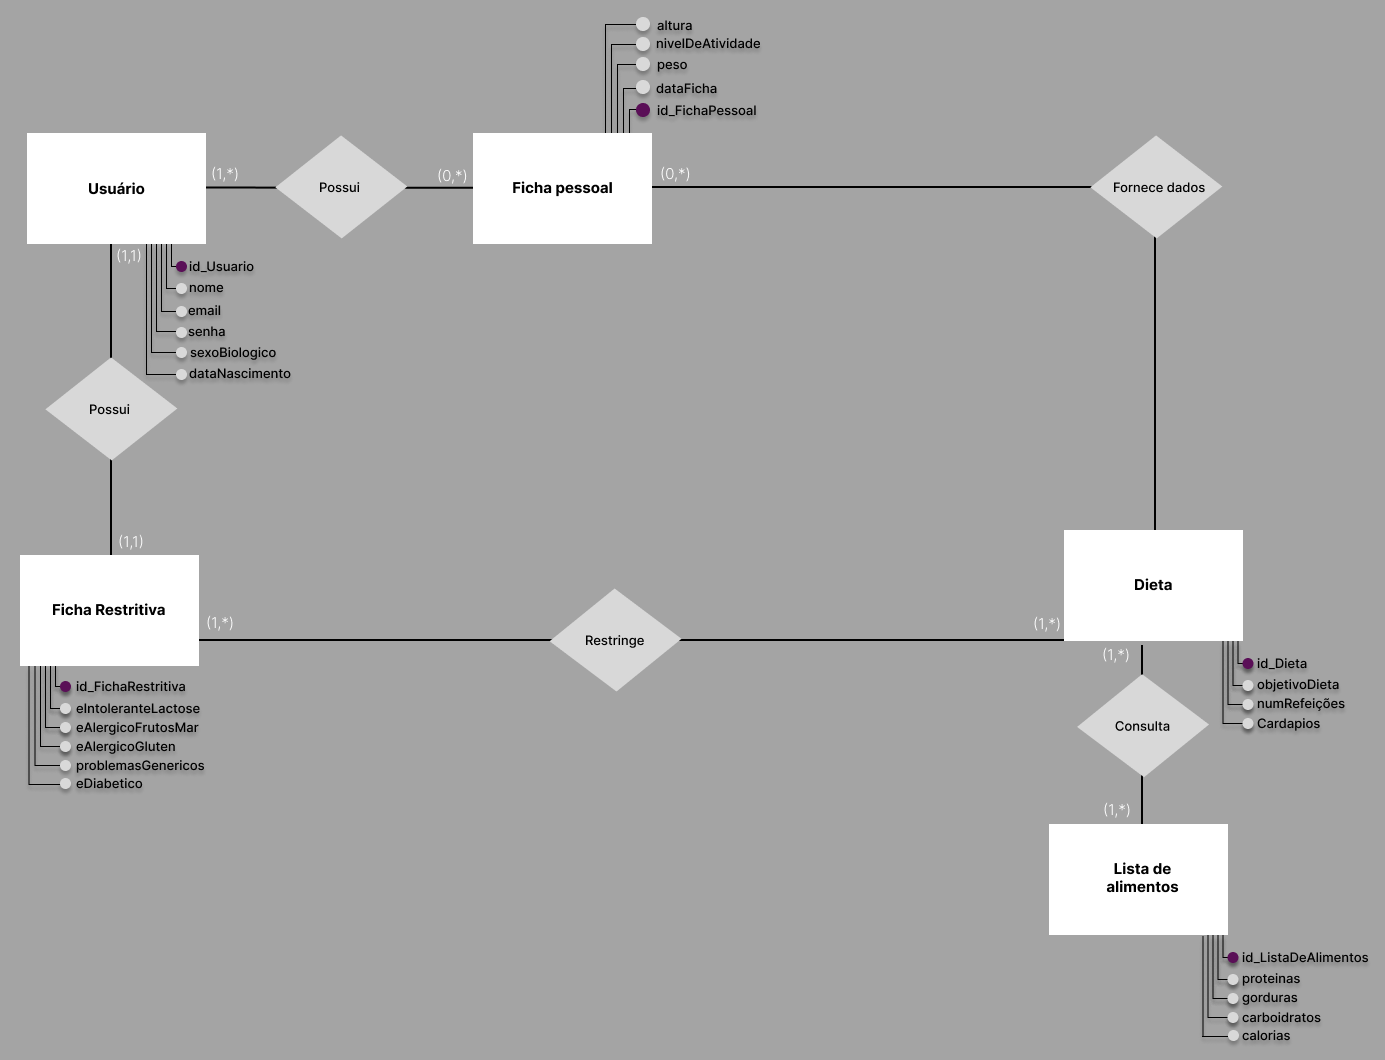 altura
nivelDeAtividade
peso
dataFicha
id_FichaPessoal
Usuário
(1,*)
Possui
(0,*)
Ficha pessoal
(0,*)
Fornece dados
(1,1)
id_Usuario
nome
email
senha
sexoBiologico
dataNascimento
Possui
(1,1)
Ficha Restritiva
(1,*)
Restringe
(1,*)
Dieta
(1,*)
id_Dieta
objetivoDieta
numRefeições
Cardapios
id_FichaRestritiva
eIntoleranteLactose
eAlergicoFrutosMar
eAlergicoGluten
problemasGenericos
eDiabetico
Consulta
(1,*)
Lista de
alimentos
id_ListaDeAlimentos
proteinas
gorduras
carboidratos
calorias